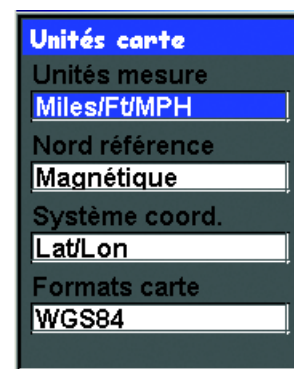 Unités carte
Unités mesure
Miles/Ft/MPH
Nord référence
Magnétique
Système coord.
Lat/Lon
Formats carte
WGS84